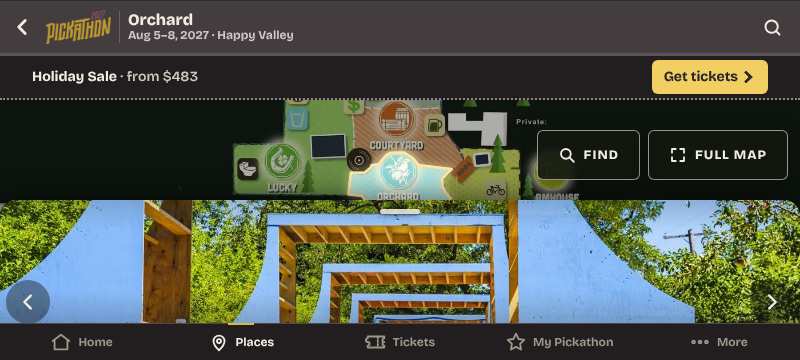 PICKATHON
Orchard
Aug 5–8, 2027 · Happy Valley
Holiday Sale · from $483
Get tickets
Private:
COURTYARD
LUCKY
ORCHARD
FIND
FULL MAP
Home
Places
Tickets
My Pickathon
More